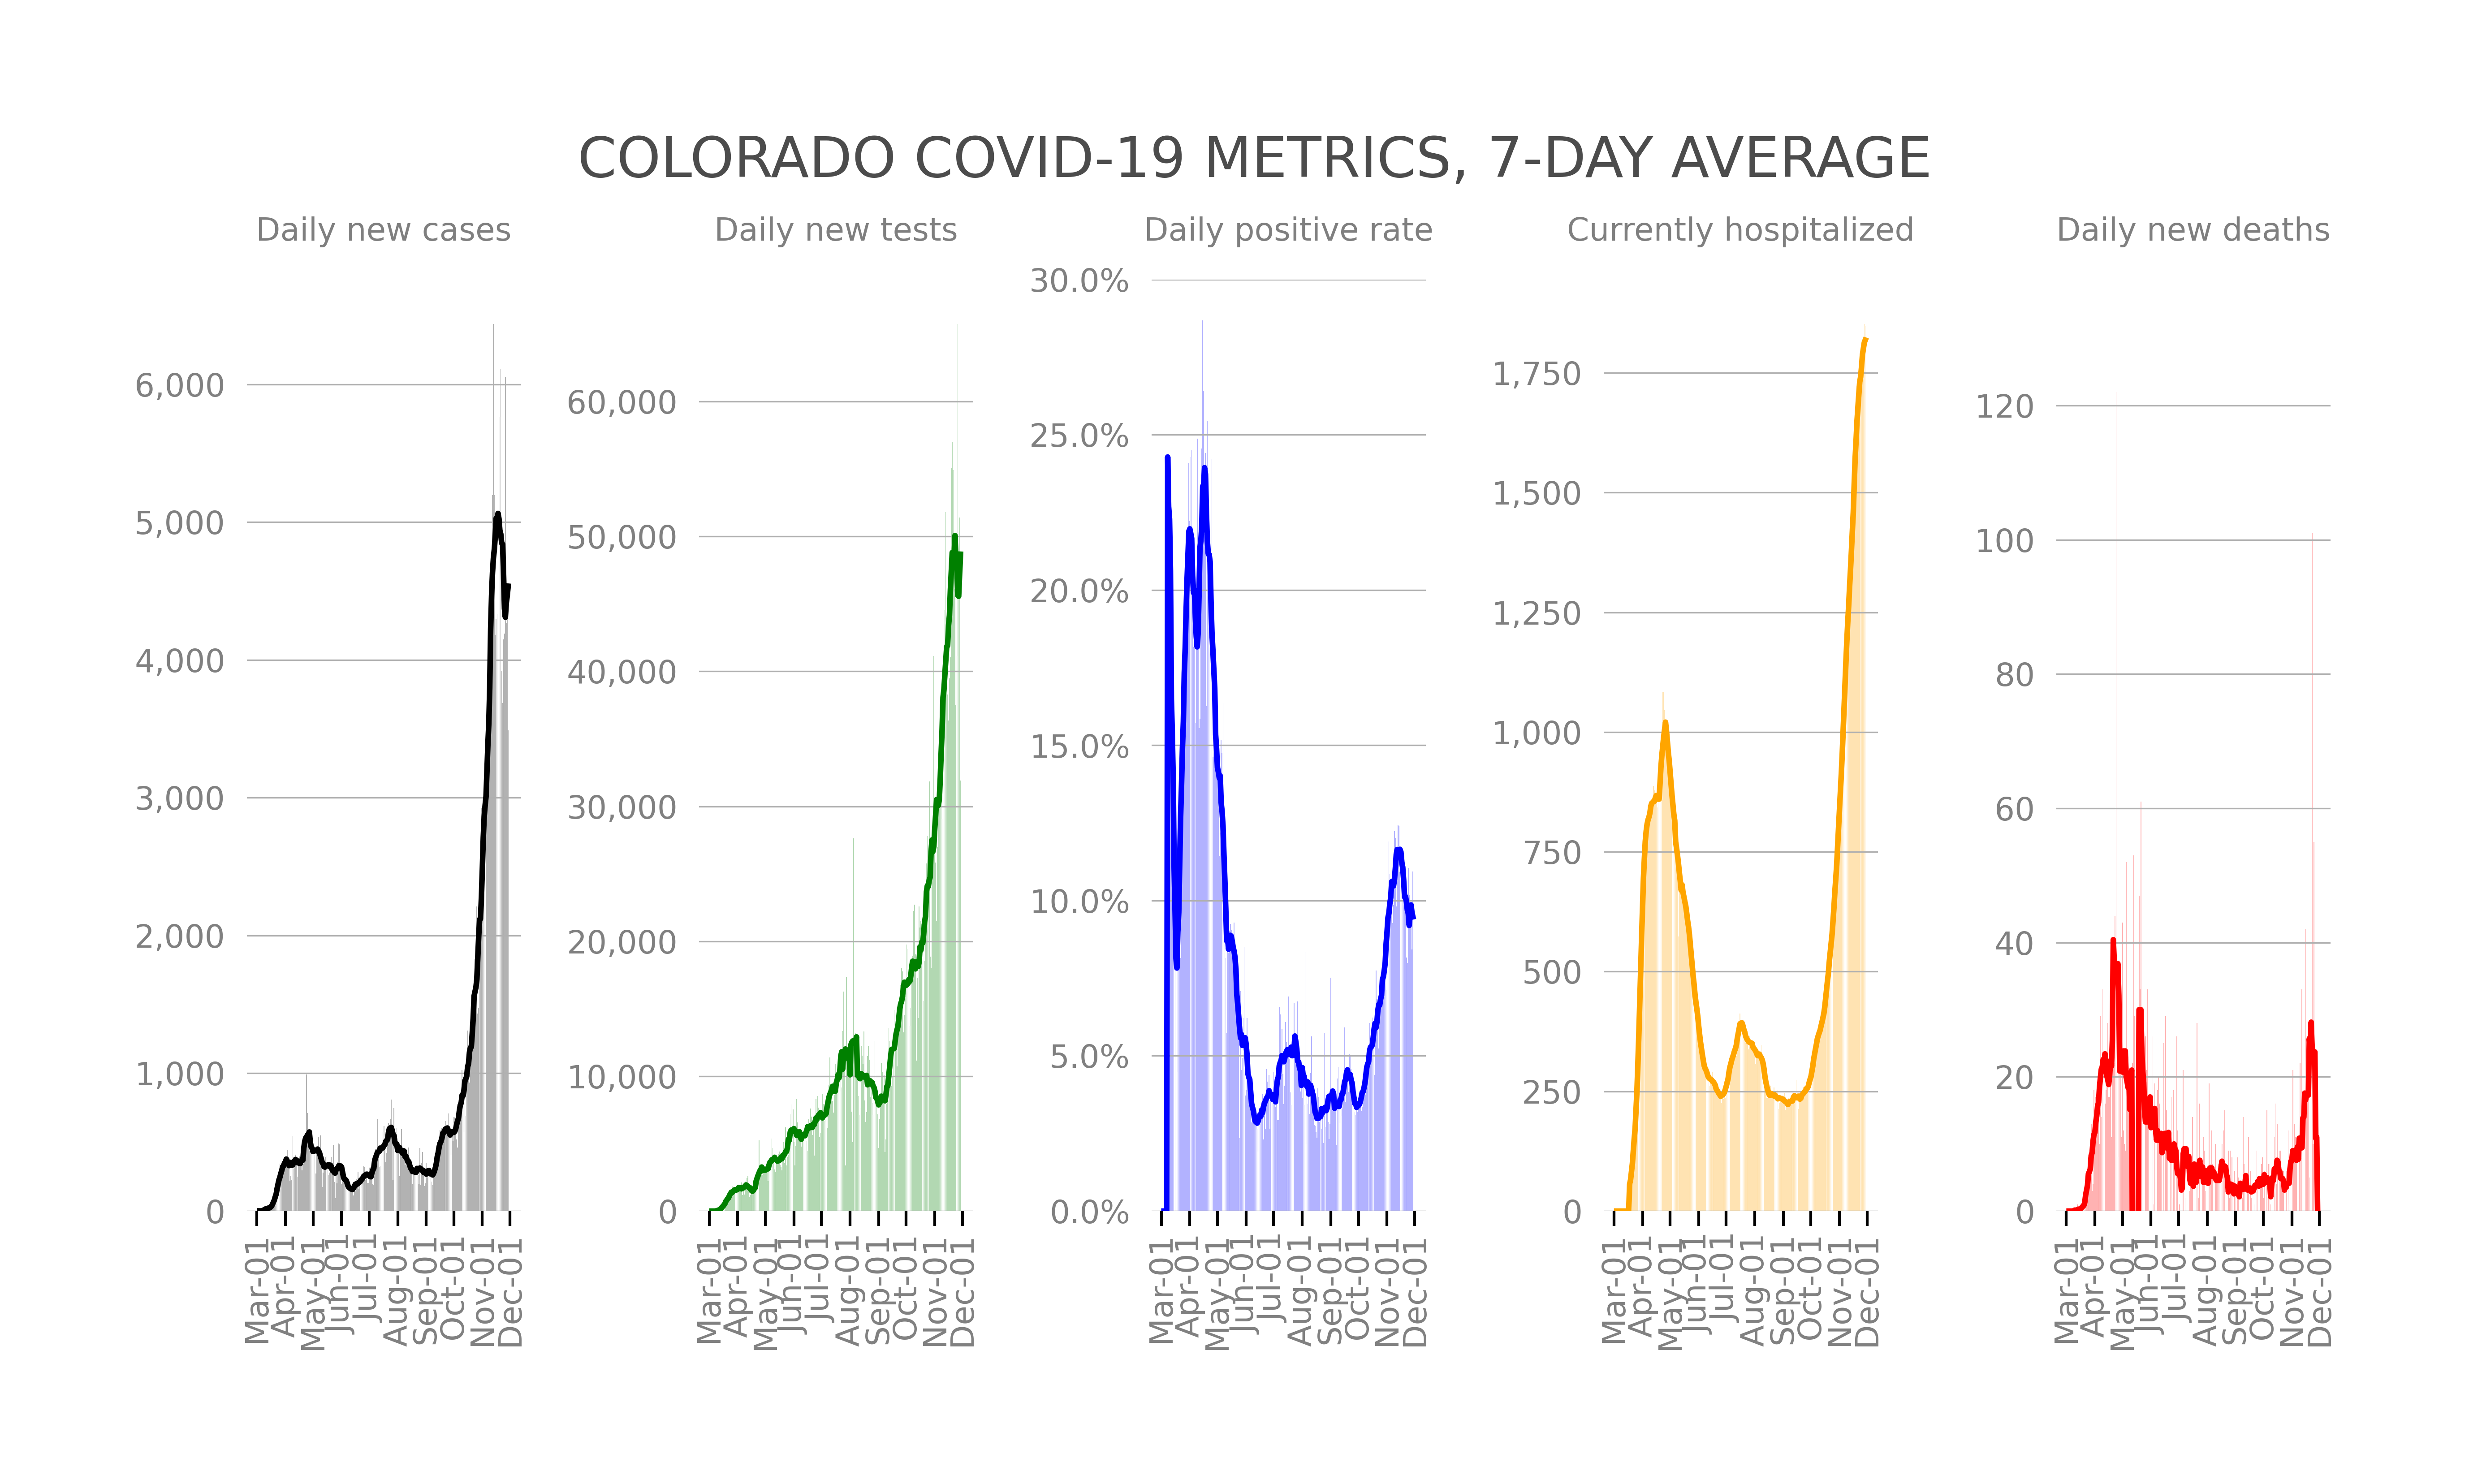 COLORADO COVID-19 METRICS, 7-DAY AVERAGE
Daily new cases
6,000
5,000
4,000
3,000
2,000
1,000
0
Mar-01
Apr-01
May-01
Jun-01
Jul-01
Aug-01
Sep-01
Oct-01
Nov-01
Dec-01
Daily new tests
60,000
50,000
40,000
30,000
20,000
10,000
0
Mar-01
Apr-01
May-01
Jun-01
Jul-01
Aug-01
Sep-01
Oct-01
Nov-01
Dec-01
Daily positive rate
30.0%
25.0%
20.0%
15.0%
10.0%
5.0%
0.0%
Mar-01
Apr-01
May-01
Jun-01
Jul-01
Aug-01
Sep-01
Oct-01
Nov-01
Dec-01
Currently hospitalized
1,750
1,500
1,250
1,000
750
500
250
0
Mar-01
Apr-01
May-01
Jun-01
Jul-01
Aug-01
Sep-01
Oct-01
Nov-01
Dec-01
Daily new deaths
120
100
80
60
40
20
0
Mar-01
Apr-01
May-01
Jun-01
Jul-01
Aug-01
Sep-01
Oct-01
Nov-01
Dec-01